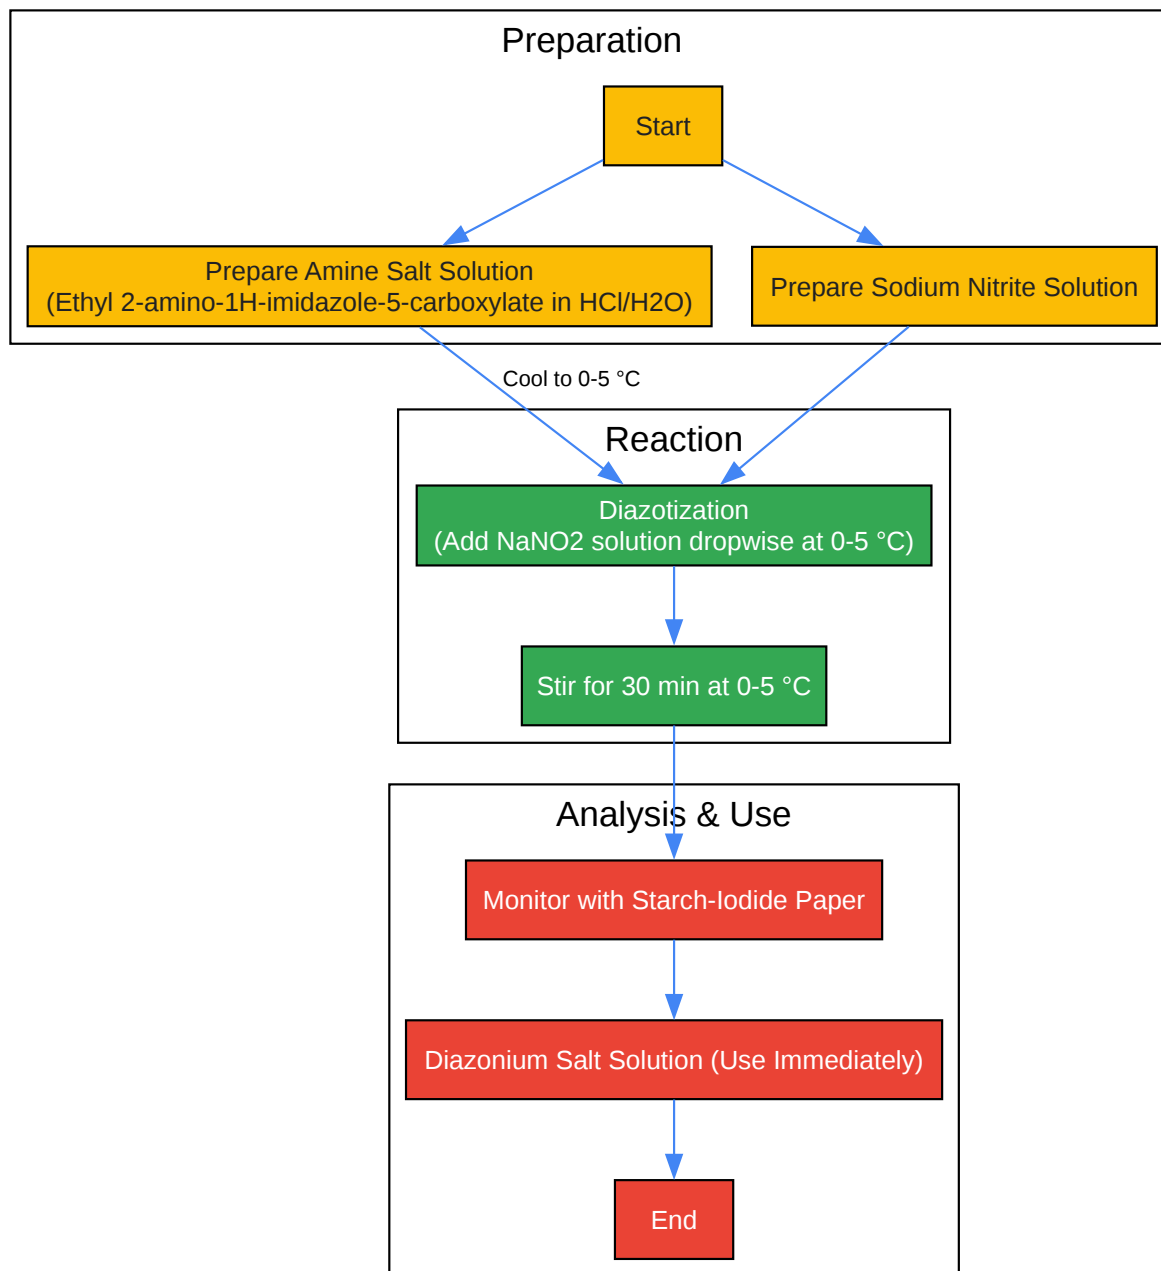 Preparation
Start
Prepare Amine Salt Solution
(Ethyl 2-amino-1H-imidazole-5-carboxylate in HCl/H2O)
Prepare Sodium Nitrite Solution
Cool to 0-5 °C
Reaction
Diazotization
(Add NaNO2 solution dropwise at 0-5 °C)
Stir for 30 min at 0-5 °C
Analysis & Use
Monitor with Starch-Iodide Paper
Diazonium Salt Solution (Use Immediately)
End